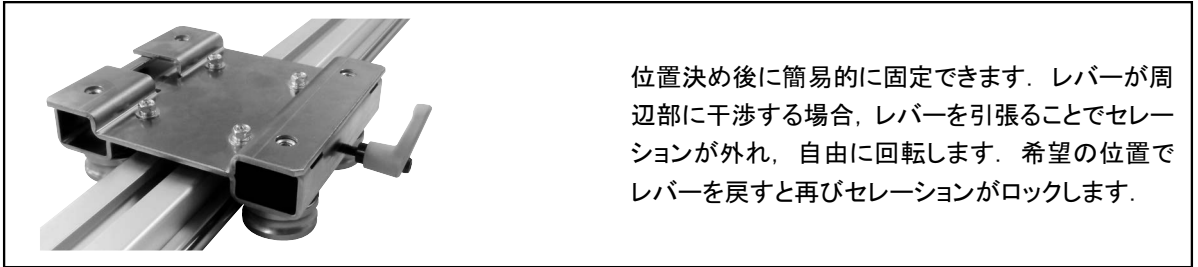 位置決め後に簡易的に固定できます．レバーが周
辺部に干渉する場合，レバーを引張ることでセレー
ションが外れ，自由に回転します．希望の位置で
レバーを戻すと再びセレーションがロックします．